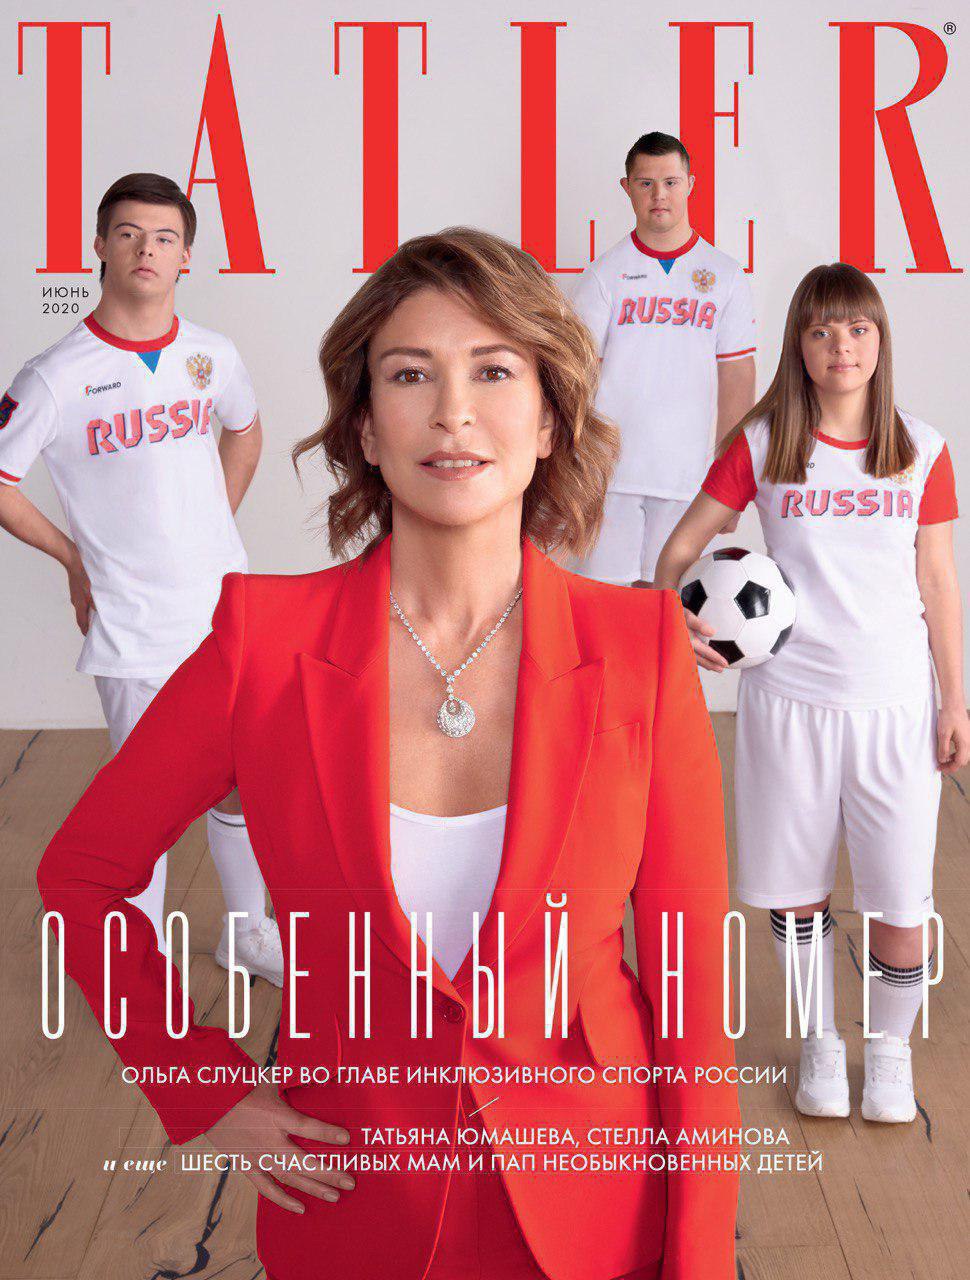 TATLER®
ИЮНЬ
2020
FORWARD
RUSSIA
FORWARD
RUSSIA
RUSSIA
ОСОБЕННЫЙ НОМЕР
ОЛЬГА СЛУЦКЕР ВО ГЛАВЕ ИНКЛЮЗИВНОГО СПОРТА РОССИИ
ТАТЬЯНА ЮМАШЕВА, СТЕЛЛА АМИНОВА
и еще ШЕСТЬ СЧАСТЛИВЫХ МАМ И ПАП НЕОБЫКНОВЕННЫХ ДЕТЕЙ